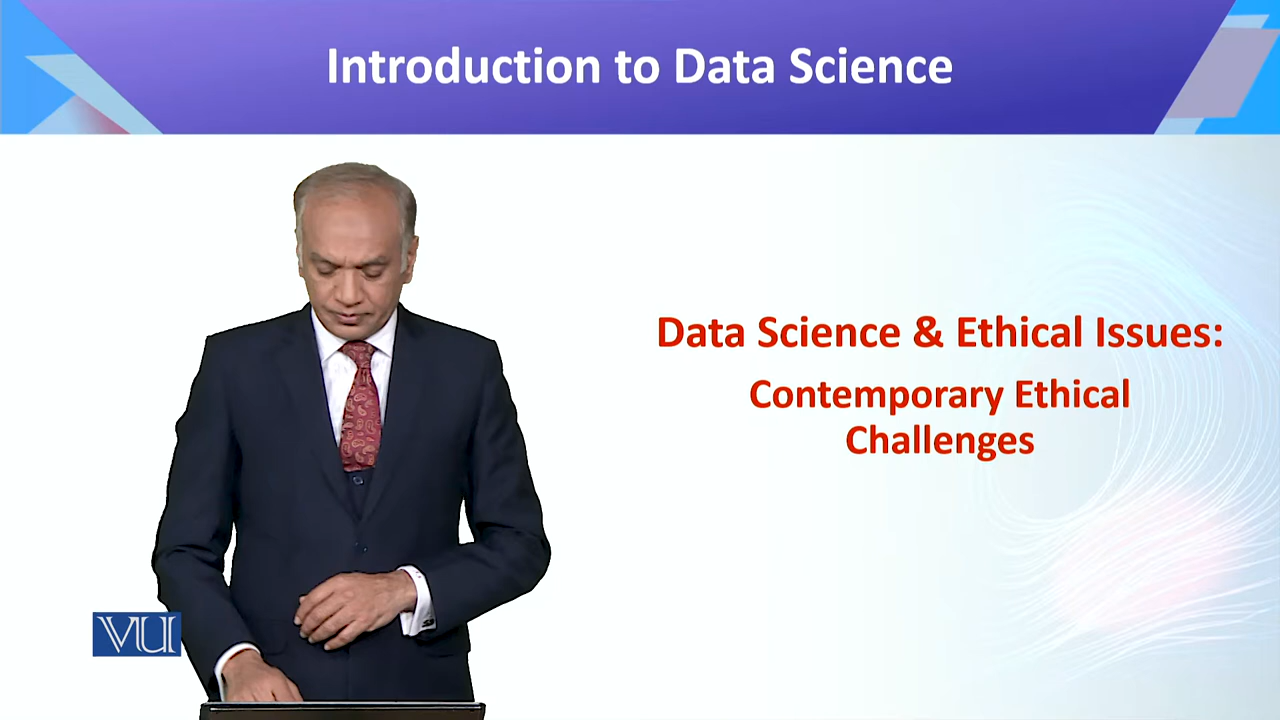 Introduction to Data Science
Data Science & Ethical Issues:
Contemporary Ethical
Challenges
VU